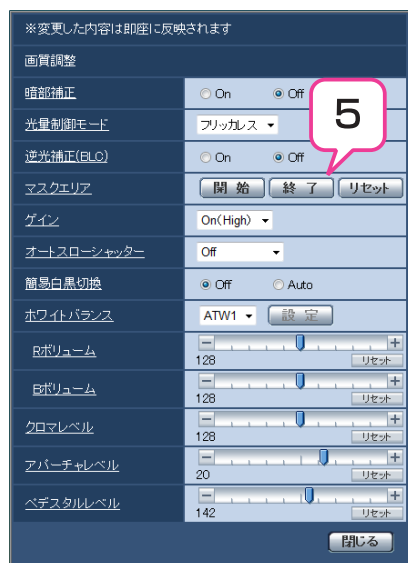 ※変更した内容は即座に反映されます
画質調整
暗部補正 On Off
5
光量制御モード フリッカレス
逆光補正(BLC) On Off
マスクエリア 開始 終了 リセット
ゲイン On(High)
オートスローシャッター Off
簡易白黒切換 Off Auto
ホワイトバランス ATW1 設定
Rボリューム 128 リセット
Bボリューム 128 リセット
クロマレベル 128 リセット
アパーチャレベル 20 リセット
ペデスタルレベル 142 リセット
閉じる